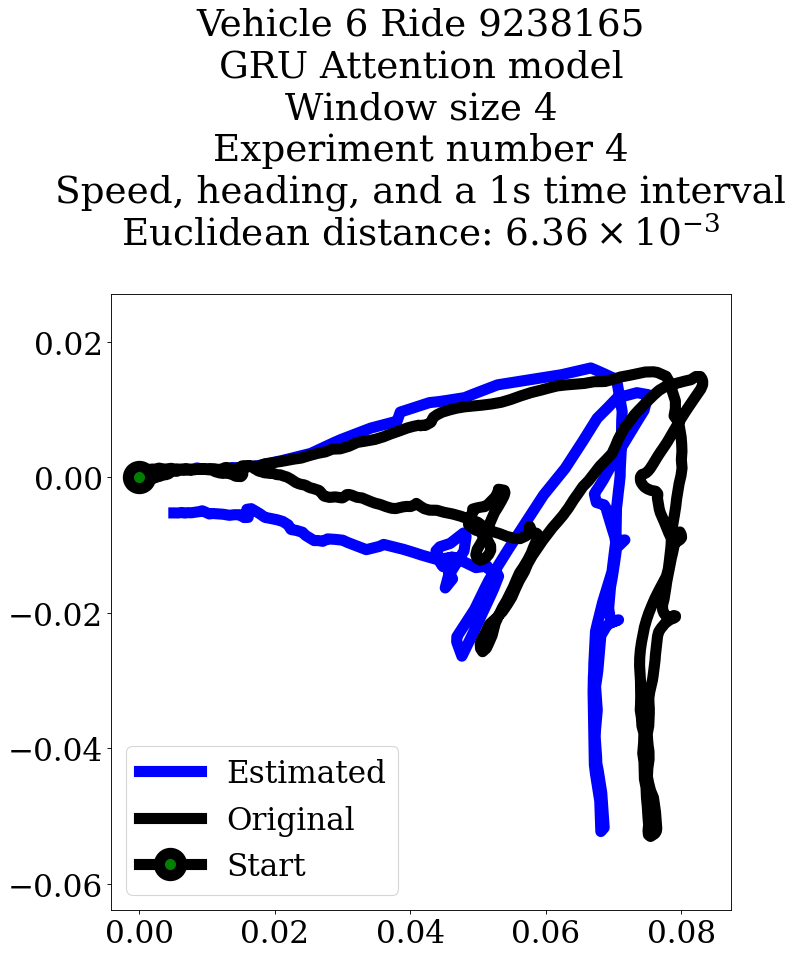 Vehicle 6 Ride 9238165
GRU Attention model
Window size 4
Experiment number 4
Speed, heading, and a 1s time interval
Euclidean distance: 6.36 × 10⁻³
0.02
0.00
−0.02
−0.04
−0.06
Estimated
Original
Start
0.00 0.02 0.04 0.06 0.08